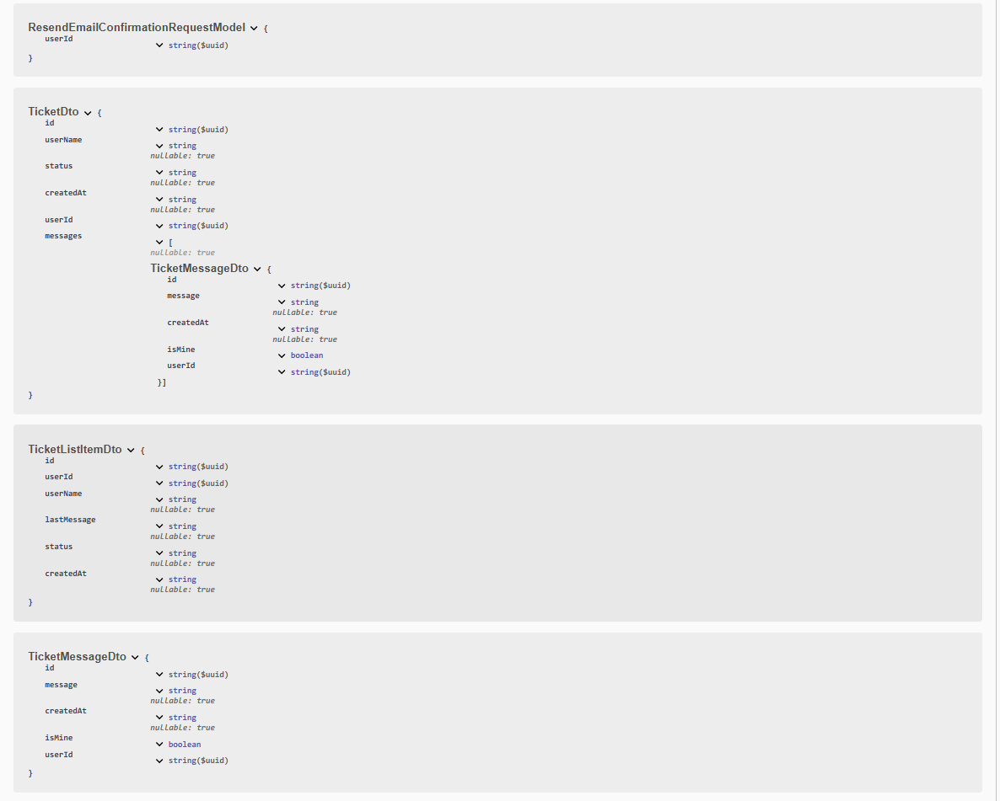 ResendEmailConfirmationRequestModel {
userId string($uuid)
}
TicketDto {
id string($uuid)
userName string
nullable: true
status string
nullable: true
createdAt string
nullable: true
userId string($uuid)
messages [
nullable: true
TicketMessageDto {
id string($uuid)
message string
nullable: true
createdAt string
nullable: true
isMine boolean
userId string($uuid)
}]
}
TicketListItemDto {
id string($uuid)
userId string($uuid)
userName string
nullable: true
lastMessage string
nullable: true
status string
nullable: true
createdAt string
nullable: true
}
TicketMessageDto {
id string($uuid)
message string
nullable: true
createdAt string
nullable: true
isMine boolean
userId string($uuid)
}